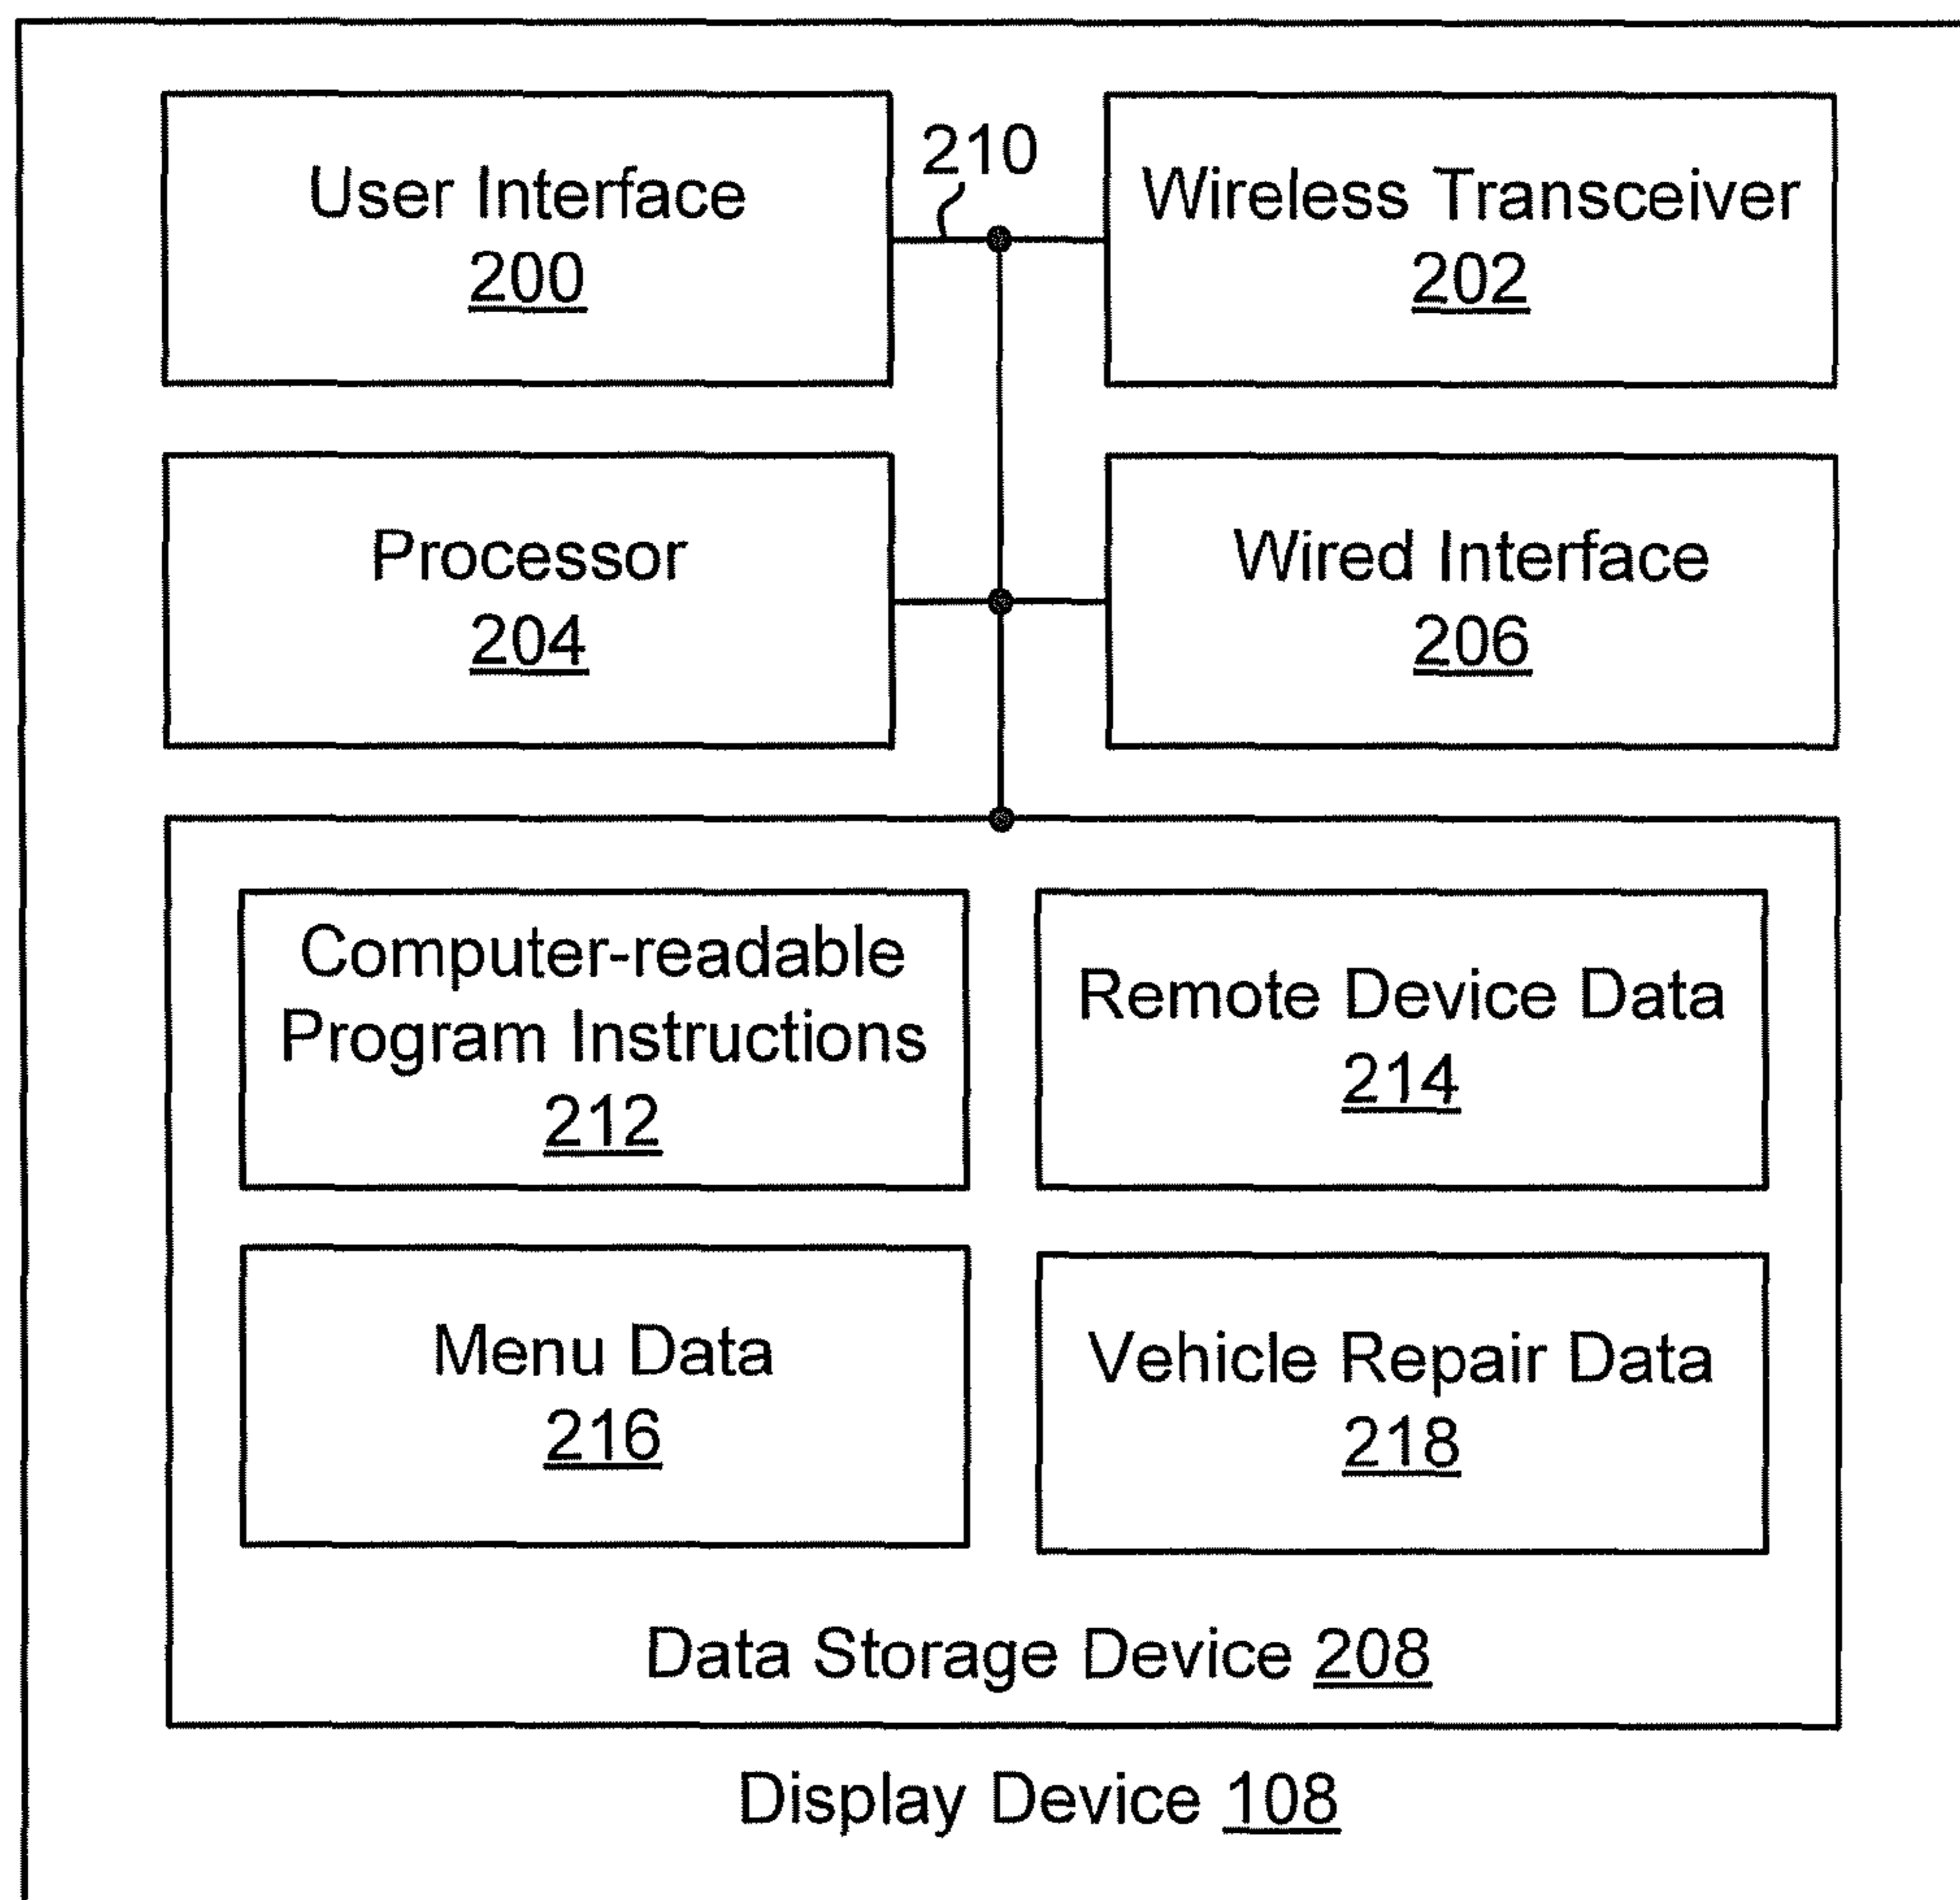 User Interface
200
210
Wireless Transceiver
202
Processor
204
Wired Interface
206
Computer-readable
Program Instructions
212
Remote Device Data
214
Menu Data
216
Vehicle Repair Data
218
Data Storage Device 208
Display Device 108